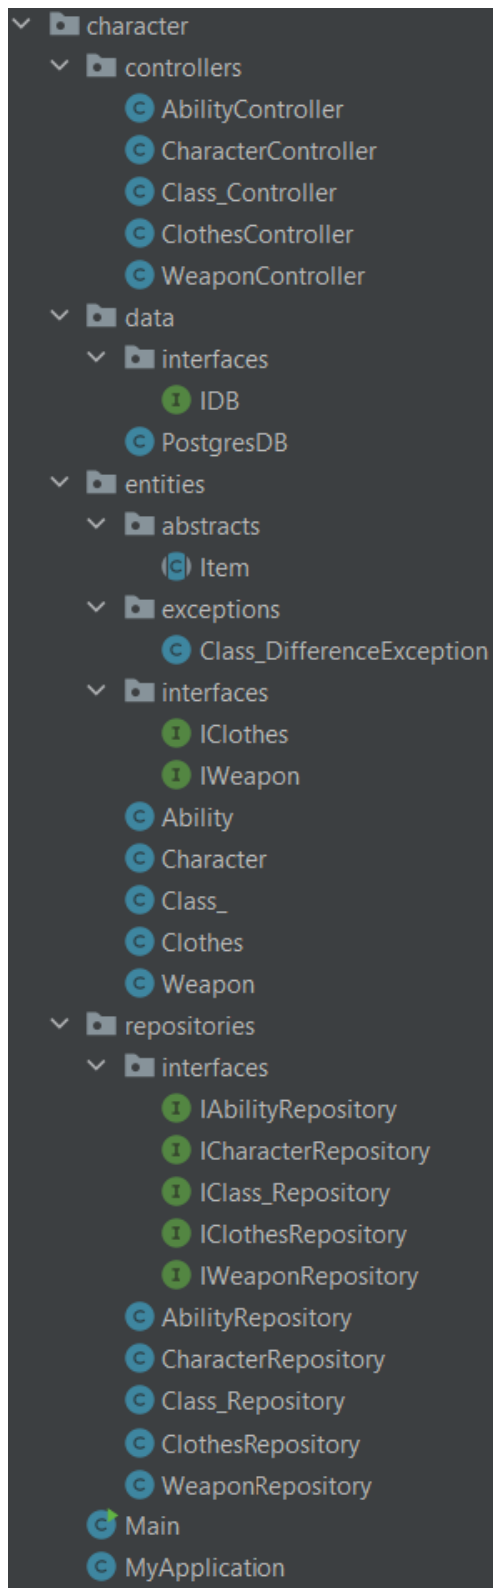 character
controllers
AbilityController
CharacterController
Class_Controller
ClothesController
WeaponController
data
interfaces
IDB
PostgresDB
entities
abstracts
Item
exceptions
Class_DifferenceException
interfaces
IClothes
IWeapon
Ability
Character
Class_
Clothes
Weapon
repositories
interfaces
IAbilityRepository
ICharacterRepository
IClass_Repository
IClothesRepository
IWeaponRepository
AbilityRepository
CharacterRepository
Class_Repository
ClothesRepository
WeaponRepository
Main
MyApplication